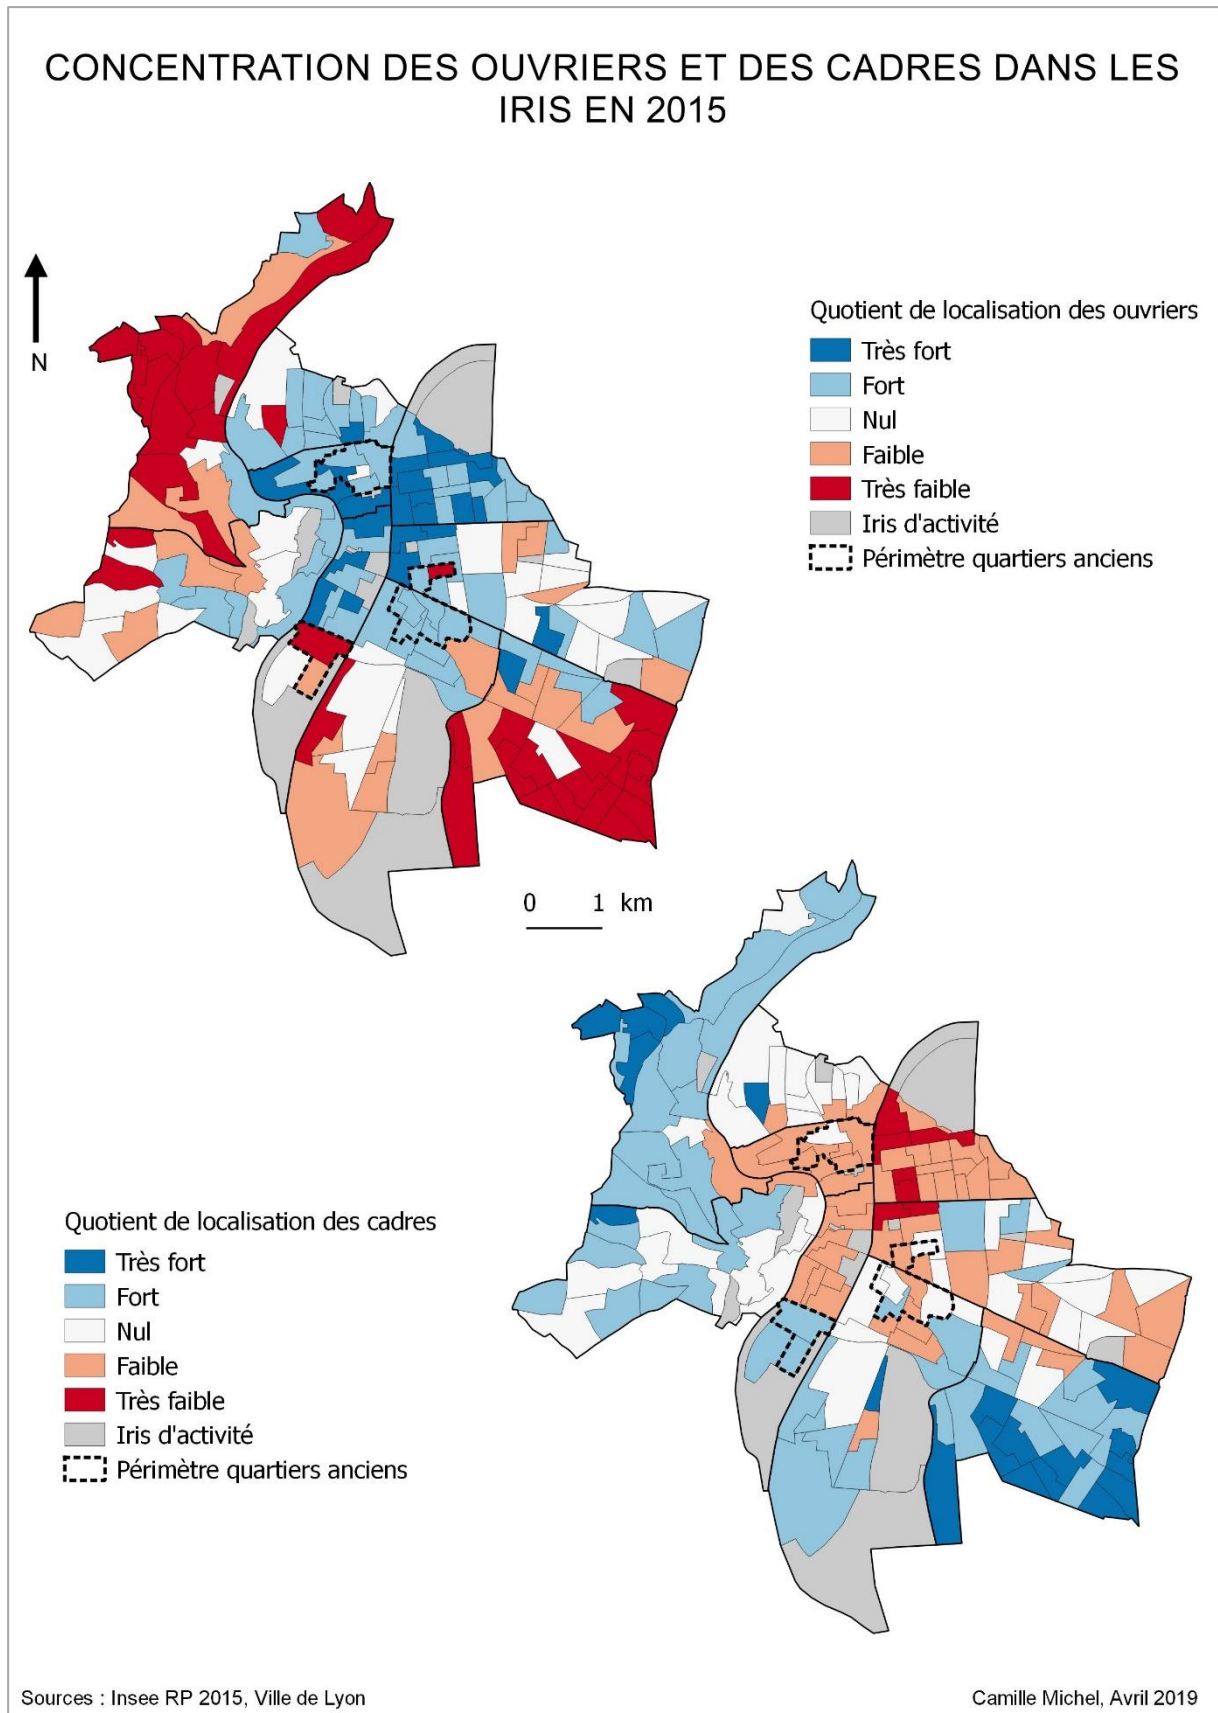 CONCENTRATION DES OUVRIERS ET DES CADRES DANS LES
IRIS EN 2015
N
Quotient de localisation des ouvriers
Très fort
Fort
Nul
Faible
Très faible
Iris d'activité
Périmètre quartiers anciens
0 1 km
Quotient de localisation des cadres
Très fort
Fort
Nul
Faible
Très faible
Iris d'activité
Périmètre quartiers anciens
Sources : Insee RP 2015, Ville de Lyon
Camille Michel, Avril 2019